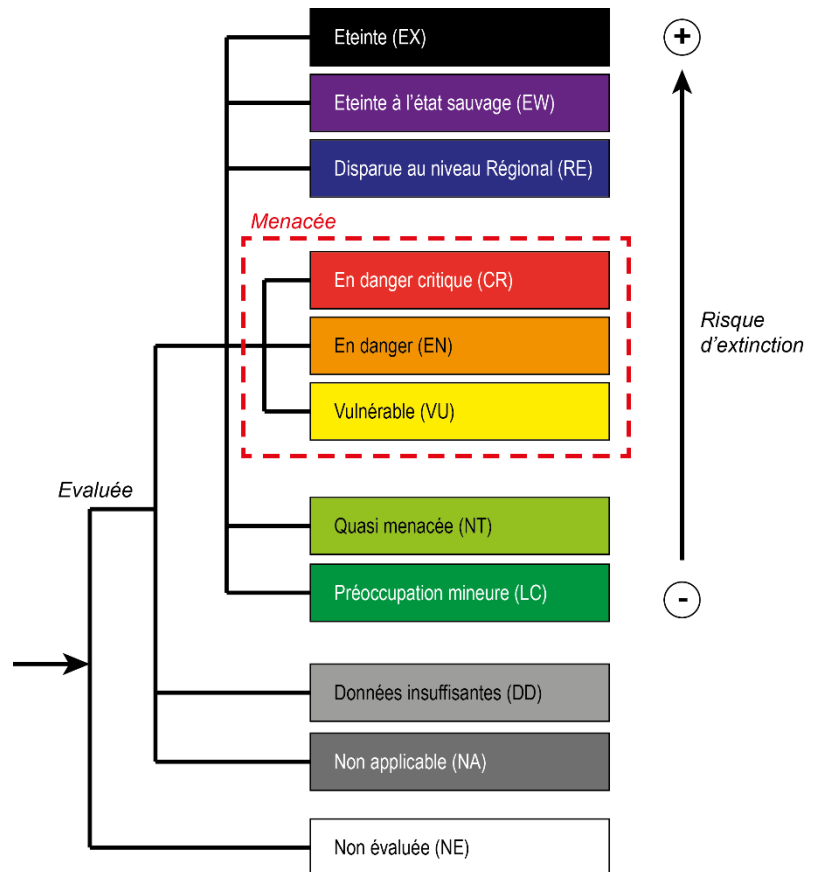 Eteinte (EX)
+
Eteinte à l'état sauvage (EW)
Disparue au niveau Régional (RE)
Menacée
En danger critique (CR)
En danger (EN)
Vulnérable (VU)
Risque
d'extinction
Evaluée
Quasi menacée (NT)
Préoccupation mineure (LC)
-
Données insuffisantes (DD)
Non applicable (NA)
Non évaluée (NE)